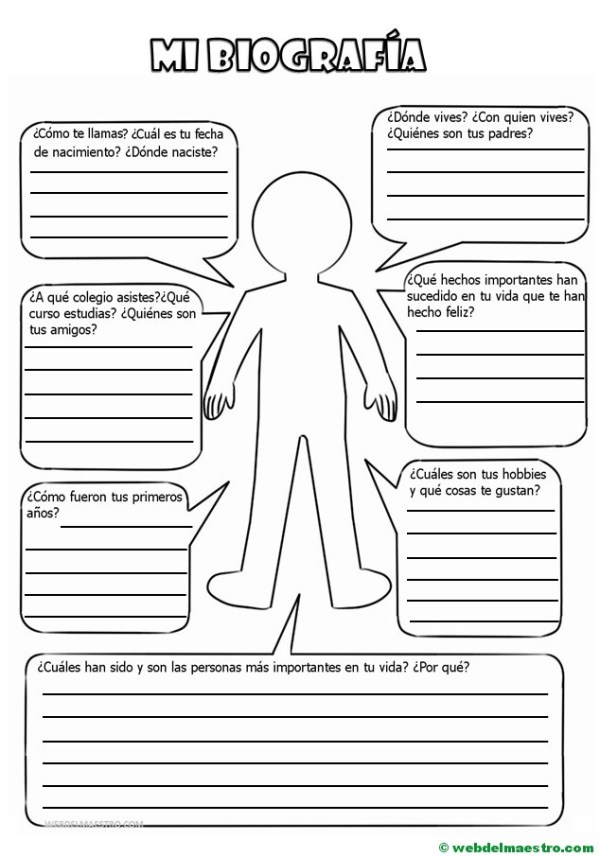 MI BIOGRAFÍA
¿Cómo te llamas? ¿Cuál es tu fecha
de nacimiento? ¿Dónde naciste?
¿Dónde vives? ¿Con quien vives?
¿Quiénes son tus padres?
¿A qué colegio asistes?¿Qué
curso estudias? ¿Quiénes son
tus amigos?
¿Qué hechos importantes han
sucedido en tu vida que te han
hecho feliz?
¿Cómo fueron tus primeros
años?
¿Cuáles son tus hobbies
y qué cosas te gustan?
¿Cuáles han sido y son las personas más importantes en tu vida? ¿Por qué?
WEBDELMAESTRO.COM
© webdelmaestro.com